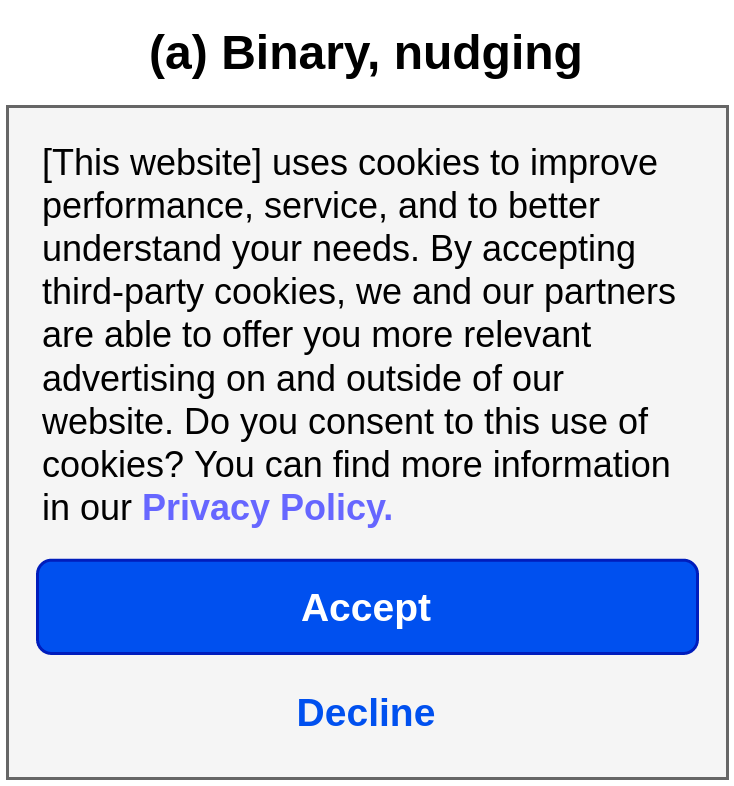 (a) Binary, nudging
[This website] uses cookies to improve
performance, service, and to better
understand your needs. By accepting
third-party cookies, we and our partners
are able to offer you more relevant
advertising on and outside of our
website. Do you consent to this use of
cookies? You can find more information
in our Privacy Policy.
Accept
Decline